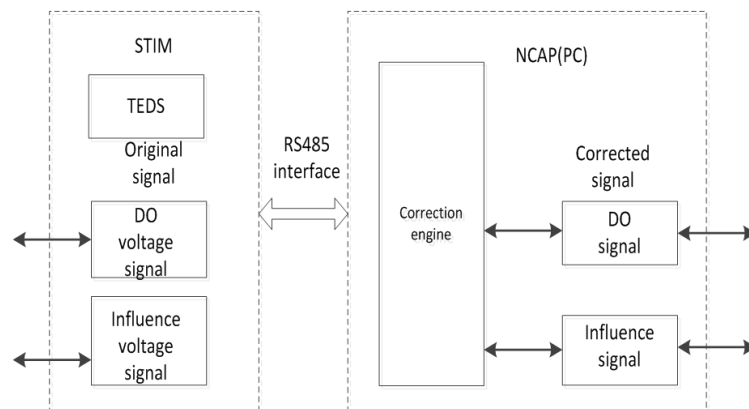 STIM
TEDS
Original
signal
DO
voltage
signal
Influence
voltage
signal
RS485
interface
NCAP(PC)
Correction
engine
Corrected
signal
DO
signal
Influence
signal